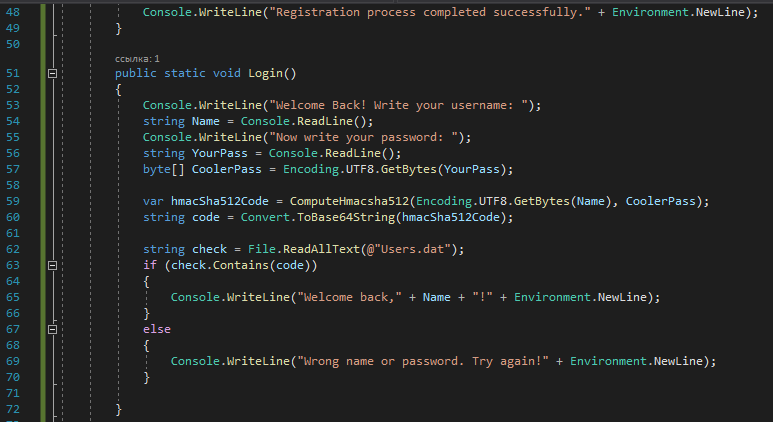 48 Console.WriteLine("Registration process completed successfully." + Environment.NewLine);
49 }
50
ссылка: 1
51 public static void Login()
52 {
53 Console.WriteLine("Welcome Back! Write your username: ");
54 string Name = Console.ReadLine();
55 Console.WriteLine("Now write your password: ");
56 string YourPass = Console.ReadLine();
57 byte[] CoolerPass = Encoding.UTF8.GetBytes(YourPass);
58
59 var hmacSha512Code = ComputeHmacsha512(Encoding.UTF8.GetBytes(Name), CoolerPass);
60 string code = Convert.ToBase64String(hmacSha512Code);
61
62 string check = File.ReadAllText(@"Users.dat");
63 if (check.Contains(code))
64 {
65 Console.WriteLine("Welcome back," + Name + "!" + Environment.NewLine);
66 }
67 else
68 {
69 Console.WriteLine("Wrong name or password. Try again!" + Environment.NewLine);
70 }
71
72 }